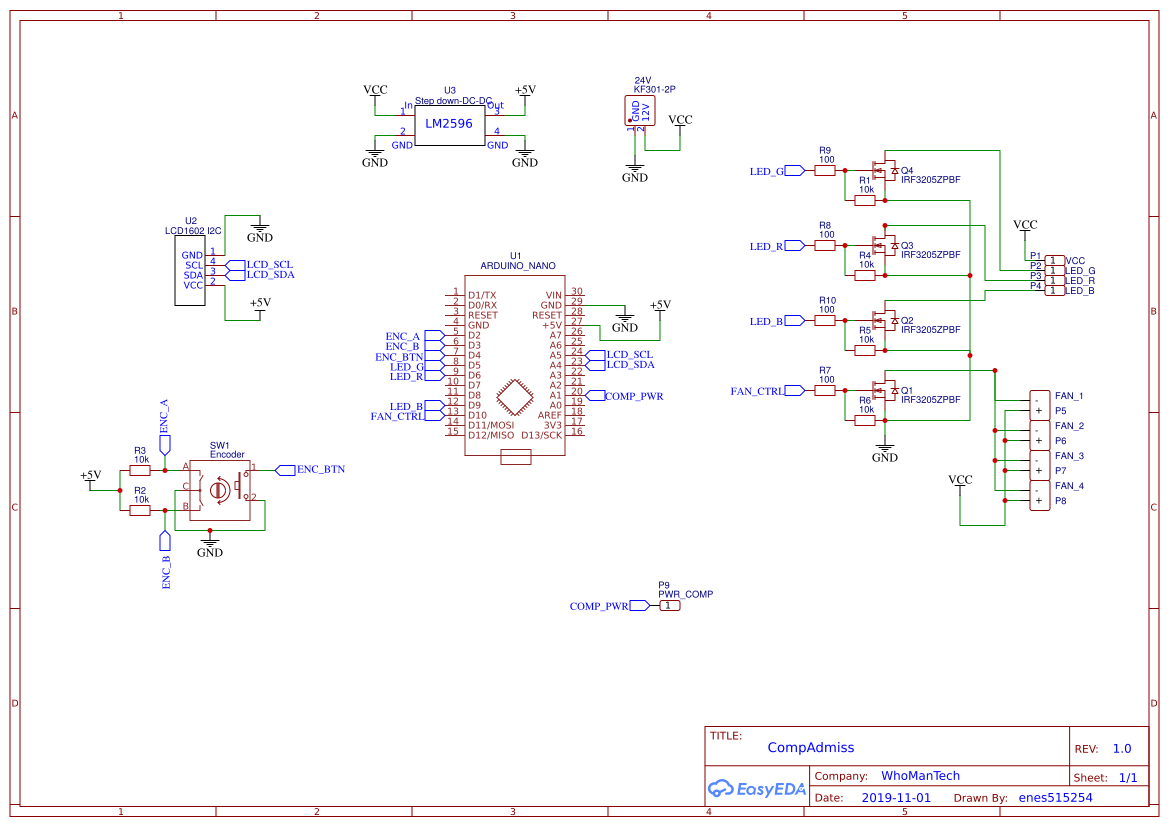 1 2 3 4 5
A
B
C
D
VCC
U3
Step down-DC-DC
+5V
In
Out
1
3
LM2596
2
4
GND
GND
GND
GND
24V
KF301-2P
GND
12V
1
2
VCC
GND
U2
LCD1602 I2C
GND 1
SCL 4
SDA 3
VCC 2
GND
LCD_SCL
LCD_SDA
+5V
U1
ARDUINO_NANO
1 D1/TX
2 D0/RX
3 RESET
4 GND
ENC_A 5 D2
ENC_B 6 D3
ENC_BTN 7 D4
LED_G 8 D5
LED_R 9 D6
10 D7
11 D8
LED_B 12 D9
FAN_CTRL 13 D10
14 D11/MOSI
15 D12/MISO
VIN 30
GND 29
RESET 28
+5V 27
A7 26
A6 25
A5 24 LCD_SCL
A4 23 LCD_SDA
A3 22
A2 21
A1 20 COMP_PWR
A0 19
AREF 18
3V3 17
D13/SCK 16
GND
+5V
LED_G
R9
100
R1
10k
Q4
IRF3205ZPBF
LED_R
R8
100
R4
10k
Q3
IRF3205ZPBF
LED_B
R10
100
R5
10k
Q2
IRF3205ZPBF
FAN_CTRL
R7
100
R6
10k
Q1
IRF3205ZPBF
GND
VCC
P1 1 VCC
P2 1 LED_G
P3 1 LED_R
P4 1 LED_B
FAN_1
-
+ P5
FAN_2
-
+ P6
FAN_3
-
+ P7
FAN_4
-
+ P8
VCC
ENC_A
R3
10k
+5V
R2
10k
ENC_B
SW1
Encoder
A
C
B
1
2
ENC_BTN
GND
P9
PWR_COMP
COMP_PWR 1
TITLE:
CompAdmiss
REV: 1.0
EasyEDA
Company: WhoManTech
Sheet: 1/1
Date: 2019-11-01 Drawn By: enes515254
A
B
C
D
1 2 3 4 5